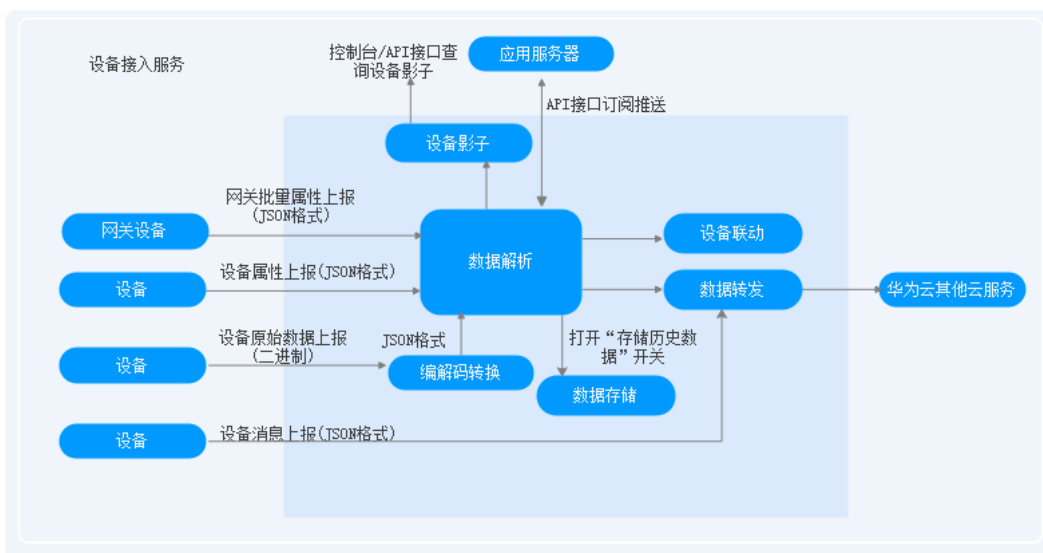 设备接入服务
控制台/API接口查
询设备影子
应用服务器
API接口订阅推送
设备影子
网关批量属性上报
(JSON格式)
网关设备
数据解析
设备联动
设备属性上报(JSON格式)
设备
数据转发
华为云其他云服务
设备原始数据上报
(二进制)
JSON格式
打开“存储历史数
据”开关
设备
编解码转换
数据存储
设备消息上报(JSON格式)
设备